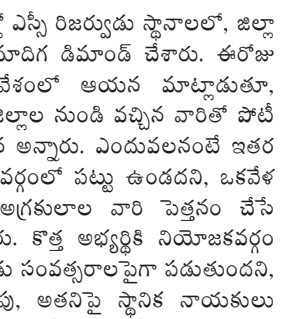 ఎస్సీ రిజర్వుడు స్థానాలలో, జిల్లా
మాదిగ డిమాండ్ చేశారు. ఈరోజు
వేశంలో ఆయన మాట్లాడుతూ,
జిల్లాల నుండి వచ్చిన వారితో పోటీ
అన్నారు. ఎందువలనంటే ఇతర
వర్గంలో పట్టు ఉండదని, ఒకవేళ
అగ్రకులాల వారి పెత్తనం చేసే
రు. కొత్త అభ్యర్థికి నియోజకవర్గం
డు సంవత్సరాలపైగా పడుతుందని,
పు, అతనిపై స్థానిక నాయకులు